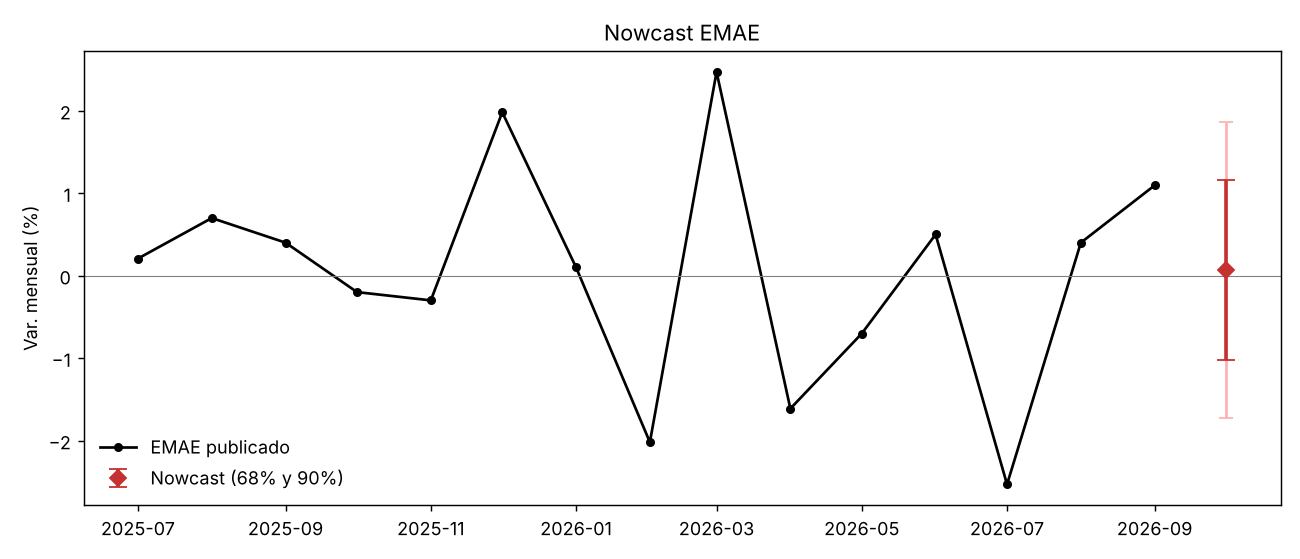 Nowcast EMAE
Var. mensual (%)
2
1
0
−1
−2
EMAE publicado
Nowcast (68% y 90%)
2025-07 2025-09 2025-11 2026-01 2026-03 2026-05 2026-07 2026-09